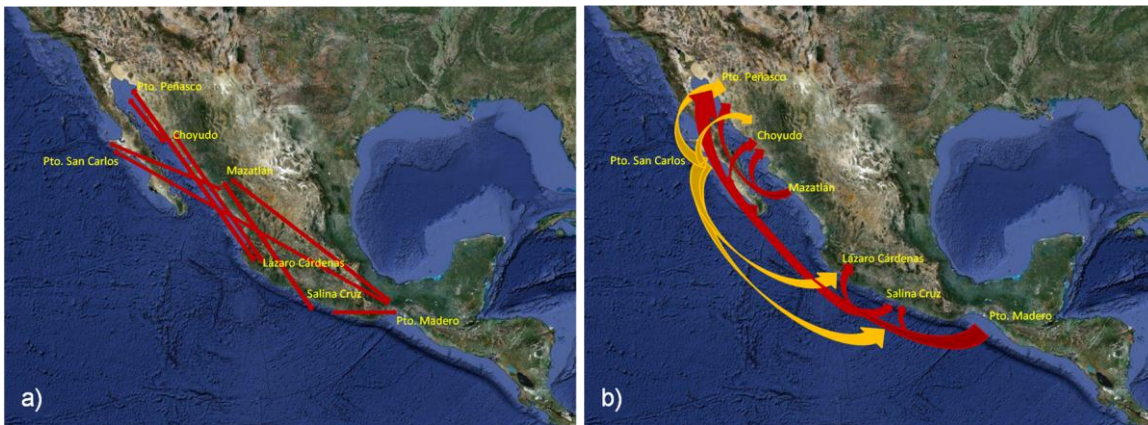 Pto. Peñasco
Choyudo
Pto. San Carlos
Mazatlán
Lázaro Cárdenas
Salina Cruz
Pto. Madero
a)
Pto. Peñasco
Choyudo
Pto. San Carlos
Mazatlán
Lázaro Cárdenas
Salina Cruz
Pto. Madero
b)